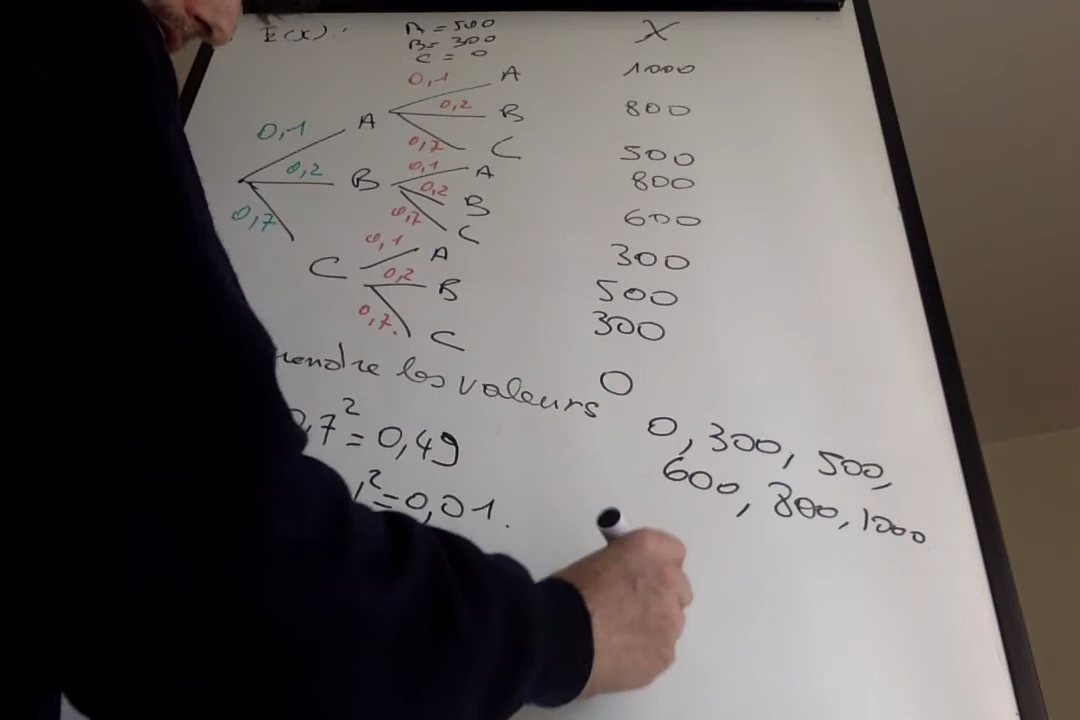 E(X) :
A = 500
B = 300
C = 0
X
0,1 A 1000
0,1 A 0,2 B 800
0,7 C 500
0,2 B 0,1 A 800
0,2 B 600
0,7 0,7 C 300
C 0,1 A 500
0,2 B 300
0,7. C 0
rendre les valeurs 0, 300, 500,
600, 800, 1000
0,7² = 0,49
² = 0,01.